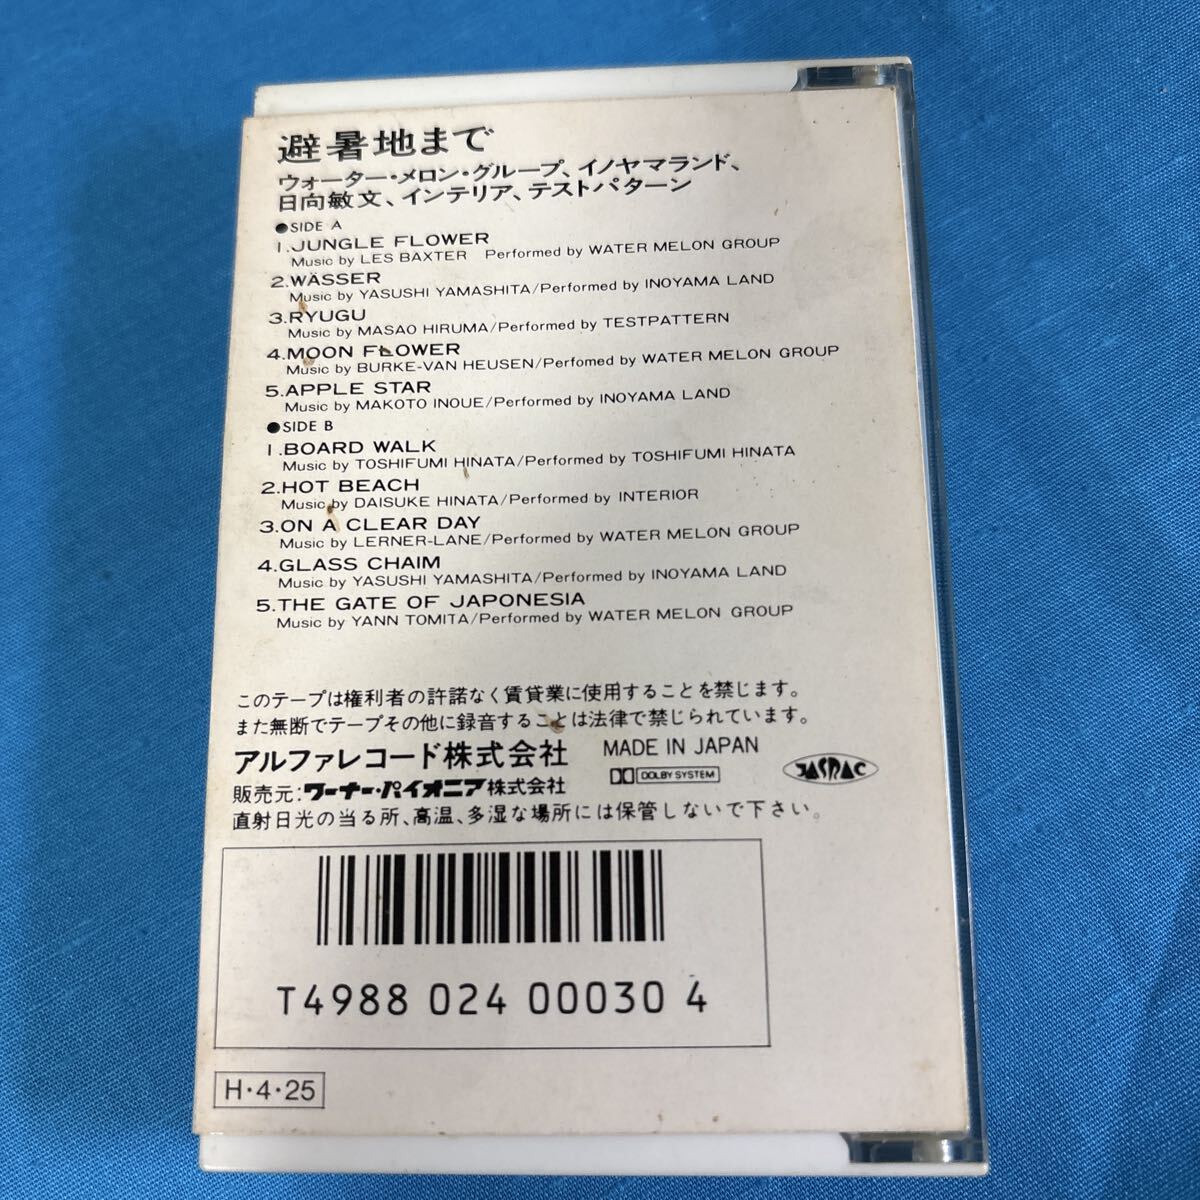 避暑地まで
ウォーター・メロン・グループ、イノヤマランド、
日向敏文、インテリア、テストパターン
●SIDE A
1.JUNGLE FLOWER
Music by LES BAXTER Performed by WATER MELON GROUP
2.WÄSSER
Music by YASUSHI YAMASHITA/Performed by INOYAMA LAND
3.RYUGU
Music by MASAO HIRUMA/Performed by TESTPATTERN
4.MOON FLOWER
Music by BURKE-VAN HEUSEN/Perfomed by WATER MELON GROUP
5.APPLE STAR
Music by MAKOTO INOUE/Performed by INOYAMA LAND
●SIDE B
1.BOARD WALK
Music by TOSHIFUMI HINATA/Performed by TOSHIFUMI HINATA
2.HOT BEACH
Music by DAISUKE HINATA/Performed by INTERIOR
3.ON A CLEAR DAY
Music by LERNER-LANE/Performed by WATER MELON GROUP
4.GLASS CHAIM
Music by YASUSHI YAMASHITA/Performed by INOYAMA LAND
5.THE GATE OF JAPONESIA
Music by YANN TOMITA/Performed by WATER MELON GROUP
このテープは権利者の許諾なく賃貸業に使用することを禁じます。
また無断でテープその他に録音することは法律で禁じられています。
アルファレコード株式会社 MADE IN JAPAN
DOLBY SYSTEM
JASRAC
販売元:ワーナー・パイオニア株式会社
直射日光の当る所、高温、多湿な場所には保管しないで下さい。
T4988 024 00030 4
H・4・25